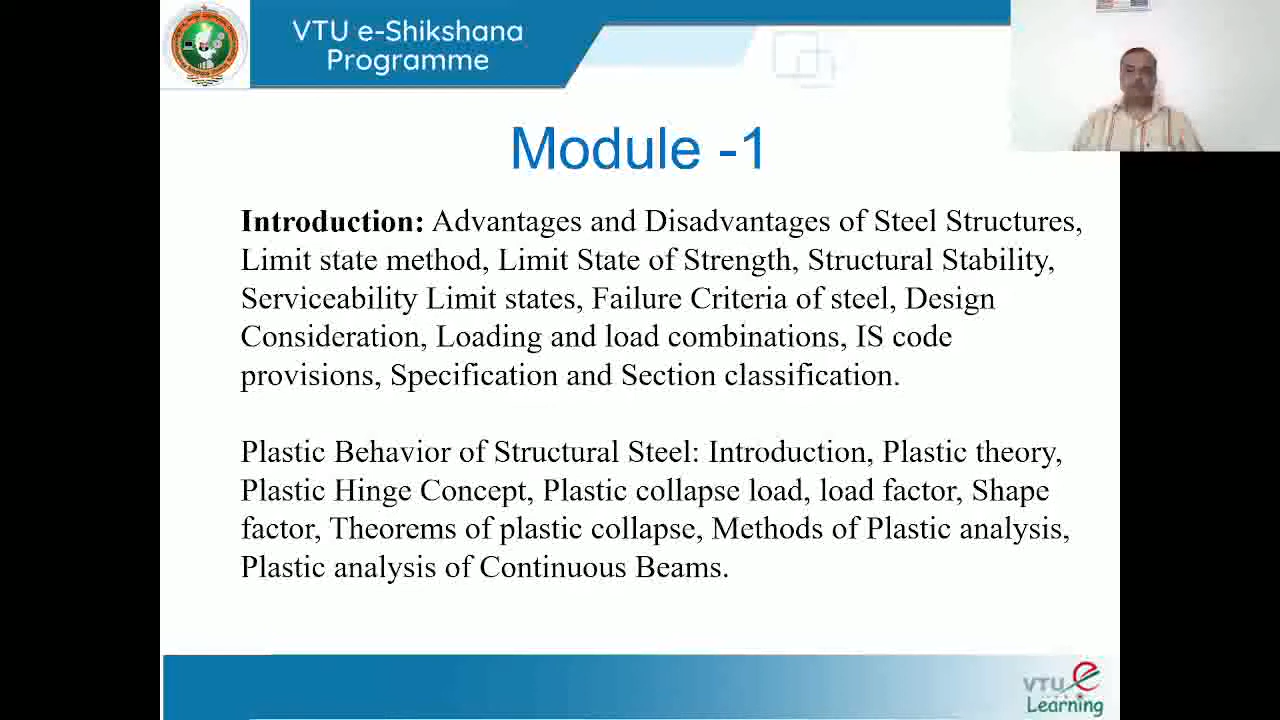 VTU e-Shikshana
Programme
Module -1
Introduction: Advantages and Disadvantages of Steel Structures,
Limit state method, Limit State of Strength, Structural Stability,
Serviceability Limit states, Failure Criteria of steel, Design
Consideration, Loading and load combinations, IS code
provisions, Specification and Section classification.
Plastic Behavior of Structural Steel: Introduction, Plastic theory,
Plastic Hinge Concept, Plastic collapse load, load factor, Shape
factor, Theorems of plastic collapse, Methods of Plastic analysis,
Plastic analysis of Continuous Beams.
VTU e
Learning